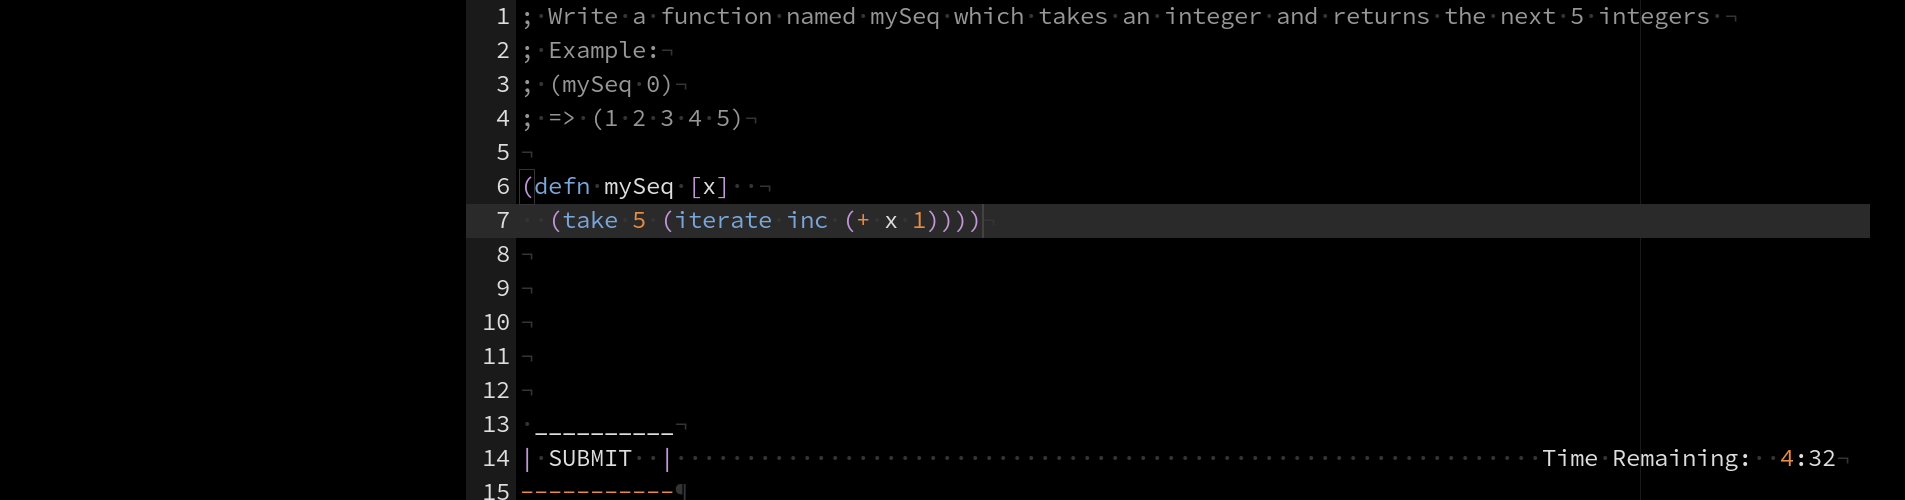 1 ; Write a function named mySeq which takes an integer and returns the next 5 integers
2 ; Example:
3 ; (mySeq 0)
4 ; => (1 2 3 4 5)
5
6 (defn mySeq [x]
7   (take 5 (iterate inc (+ x 1))))
8
9
10
11
12
13  __________
14 | SUBMIT  |                                                              Time Remaining:  4:32
15 -----------